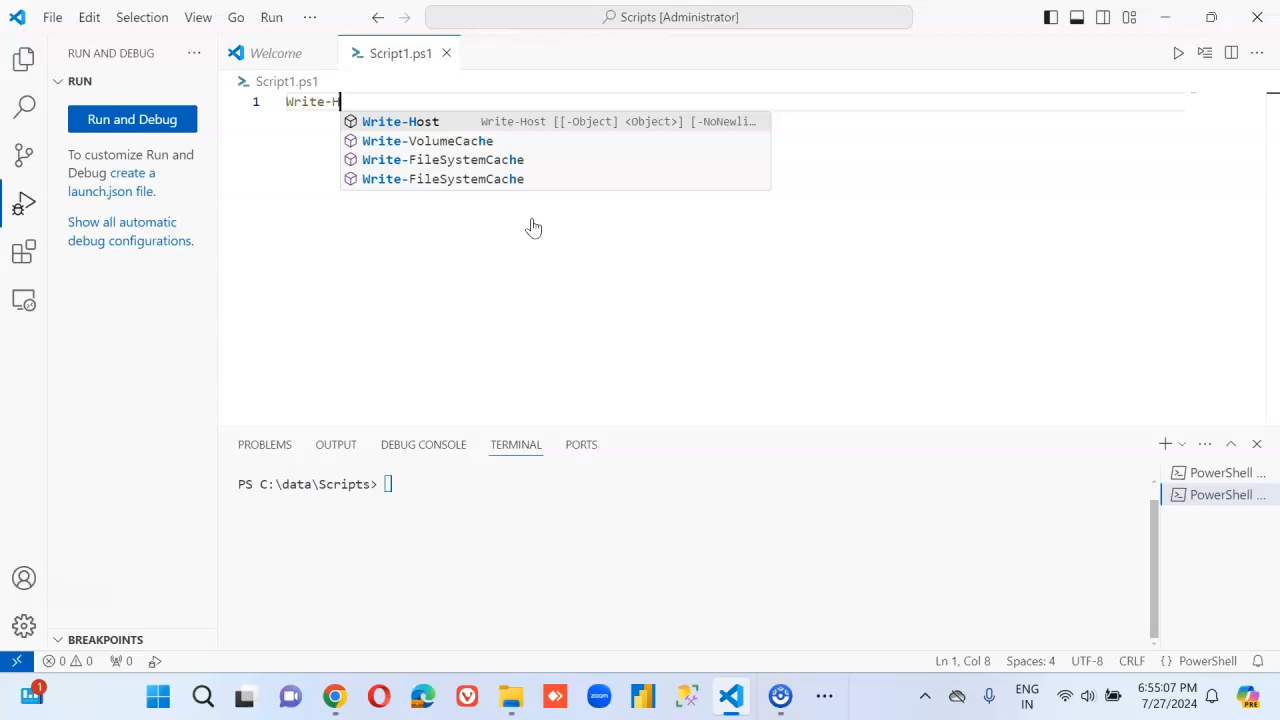 File Edit Selection View Go Run ··· Scripts [Administrator]
RUN AND DEBUG ···
Welcome Script1.ps1
Script1.ps1
RUN
Run and Debug
To customize Run and
Debug create a
launch.json file.
Show all automatic
debug configurations.
1 Write-H
Write-Host Write-Host [[-Object] <Object>] [-NoNewli…
Write-VolumeCache
Write-FileSystemCache
Write-FileSystemCache
PROBLEMS OUTPUT DEBUG CONSOLE TERMINAL PORTS
PS C:\data\Scripts>
PowerShell ...
PowerShell ...
BREAKPOINTS
0 0 0
Ln 1, Col 8 Spaces: 4 UTF-8 CRLF {} PowerShell
1
zoom
ENG
IN
6:55:07 PM
7/27/2024
PRE